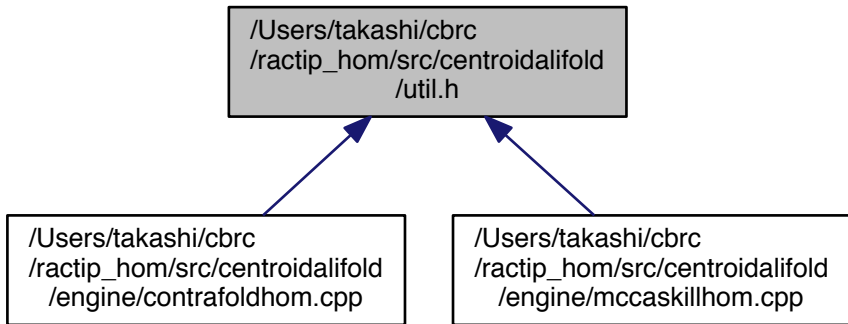 /Users/takashi/cbrc
/ractip_hom/src/centroidalifold
/util.h
/Users/takashi/cbrc
/ractip_hom/src/centroidalifold
/engine/contrafoldhom.cpp
/Users/takashi/cbrc
/ractip_hom/src/centroidalifold
/engine/mccaskillhom.cpp